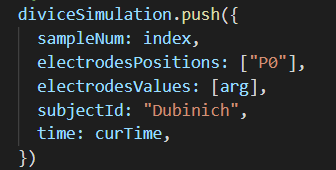 diviceSimulation.push({
sampleNum: index,
electrodesPositions: ["P0"],
electrodesValues: [arg],
subjectId: "Dubinich",
time: curTime,
})